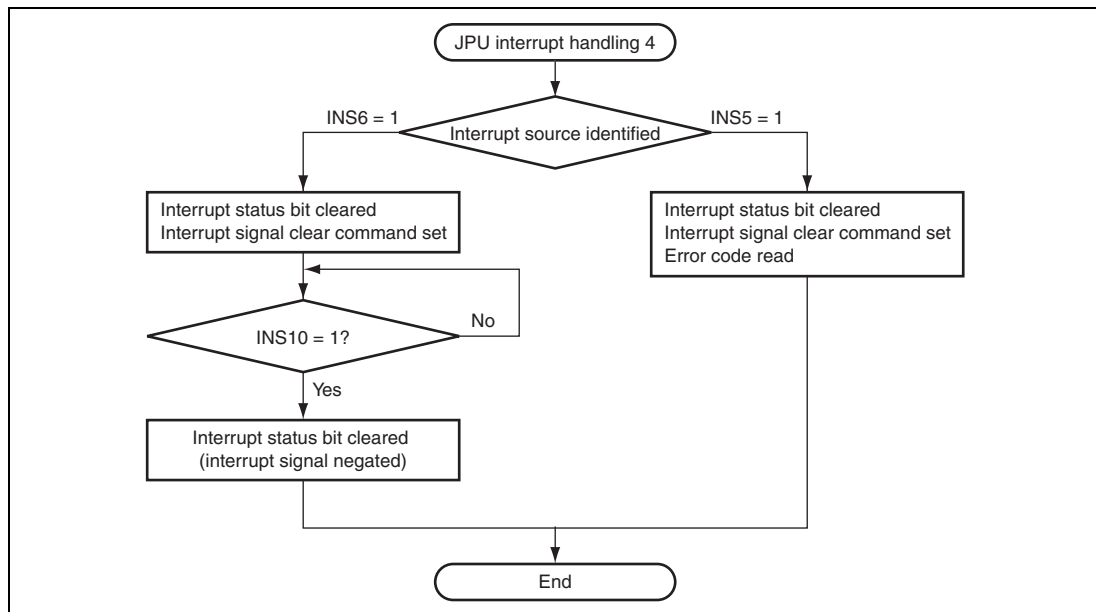 JPU interrupt handling 4
INS6 = 1
INS5 = 1
Interrupt source identified
Interrupt status bit cleared
Interrupt signal clear command set
Interrupt status bit cleared
Interrupt signal clear command set
Error code read
No
INS10 = 1?
Yes
Interrupt status bit cleared
(interrupt signal negated)
End